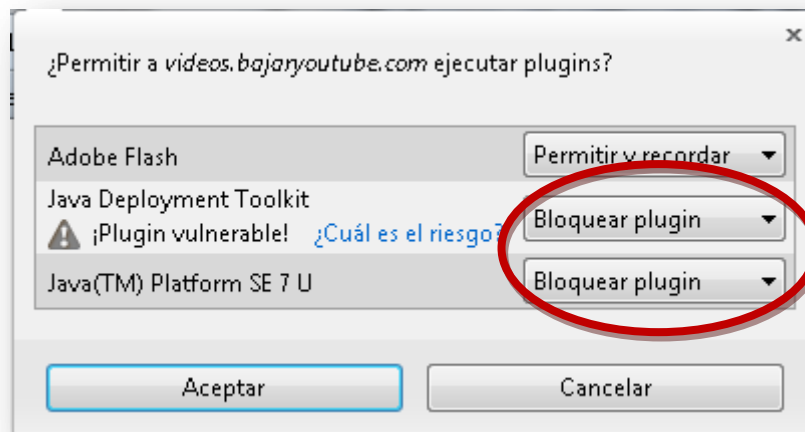 ¿Permitir a videos.bajaryoutube.com ejecutar plugins?
Adobe Flash
Permitir y recordar
Java Deployment Toolkit
¡Plugin vulnerable! ¿Cuál es el riesgo?
Bloquear plugin
Java(TM) Platform SE 7 U
Bloquear plugin
Aceptar
Cancelar